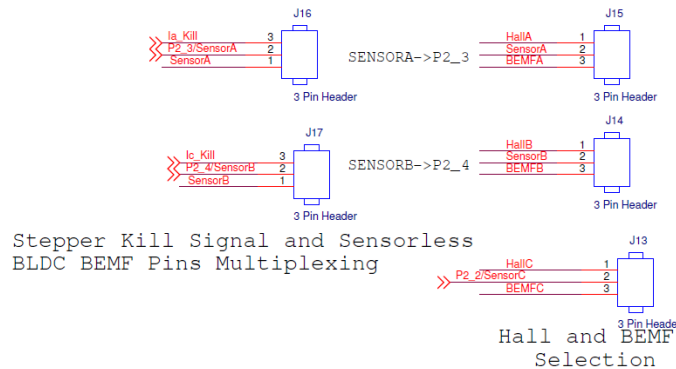 J16
Ia_Kill 3
P2_3/SensorA 2
SensorA 1
3 Pin Header
SENSORA->P2_3
J15
HallA 1
SensorA 2
BEMFA 3
3 Pin Header
J17
Ic_Kill 3
P2_4/SensorB 2
SensorB 1
3 Pin Header
SENSORB->P2_4
J14
HallB 1
SensorB 2
BEMFB 3
3 Pin Header
Stepper Kill Signal and Sensorless
BLDC BEMF Pins Multiplexing
J13
HallC 1
P2_2/SensorC 2
BEMFC 3
3 Pin Heade
Hall and BEMF
Selection